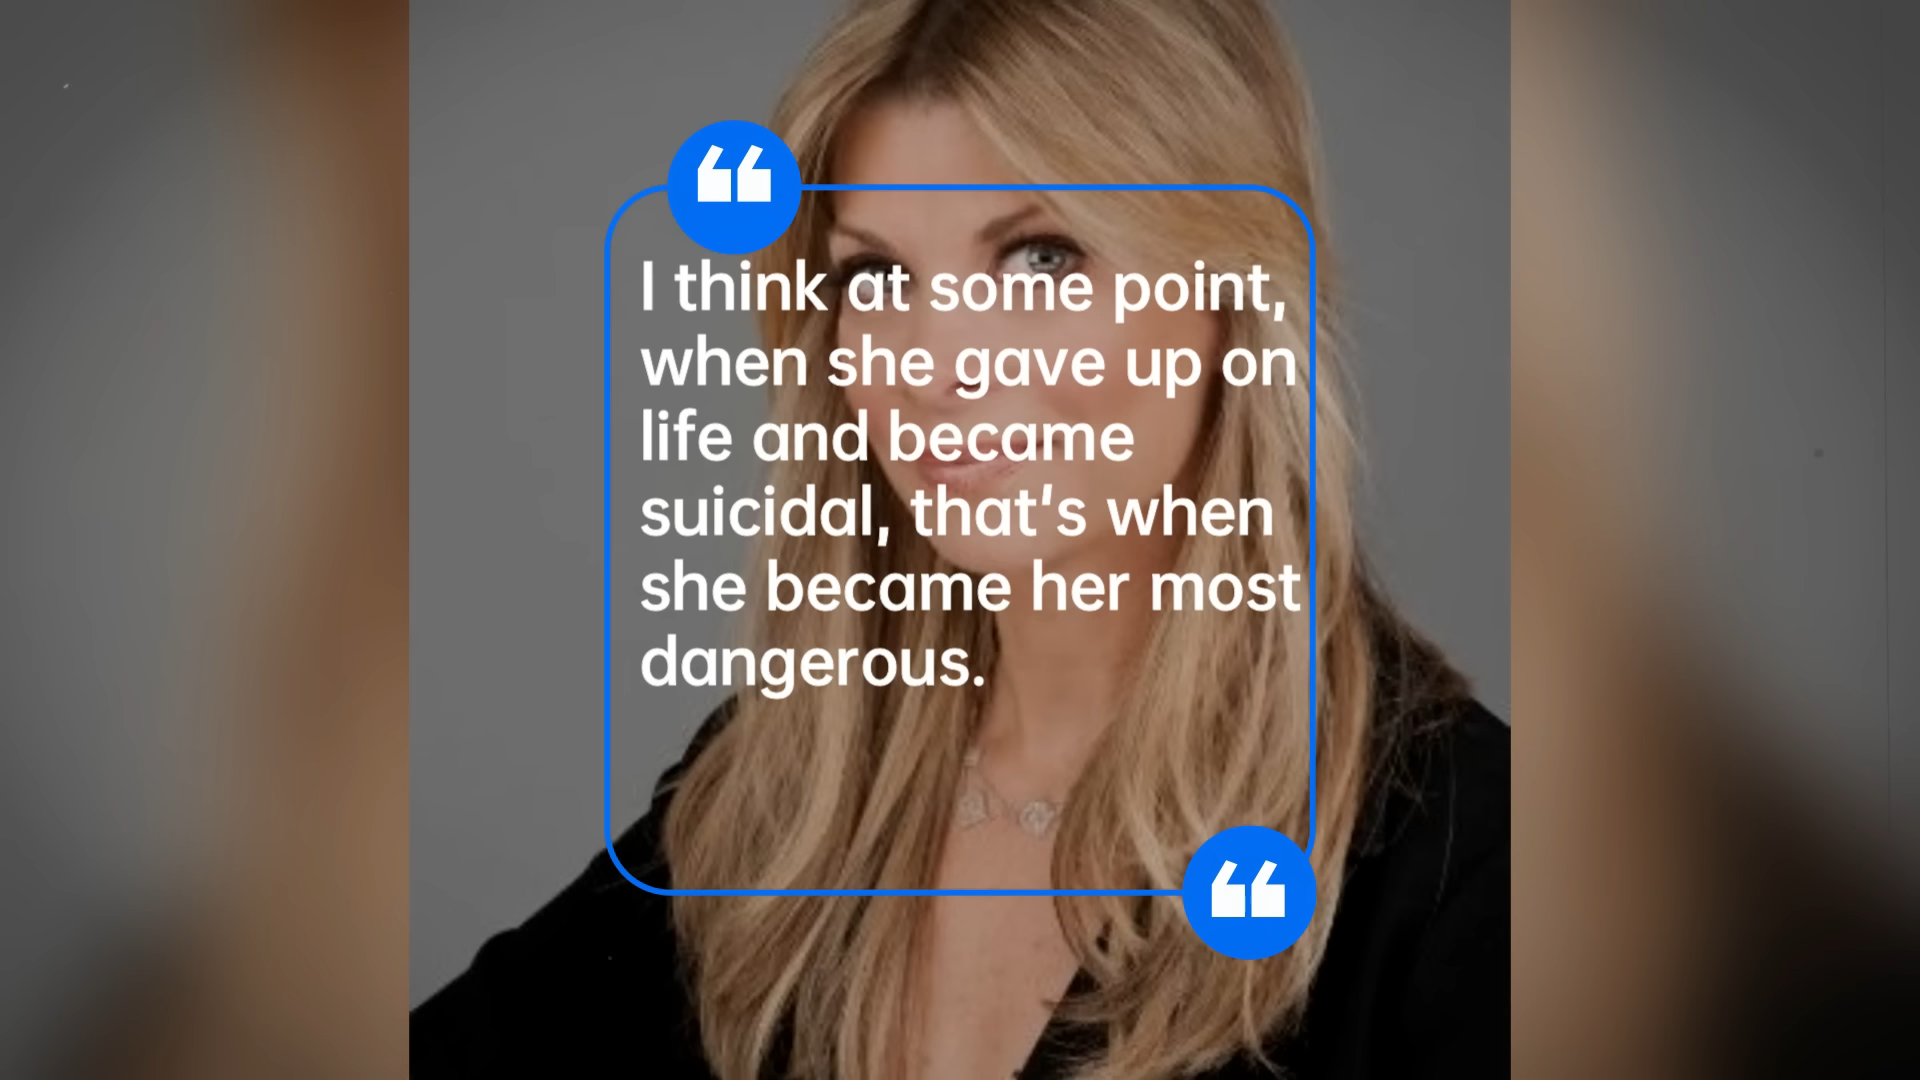 I think at some point,
when she gave up on
life and became
suicidal, that's when
she became her most
dangerous.